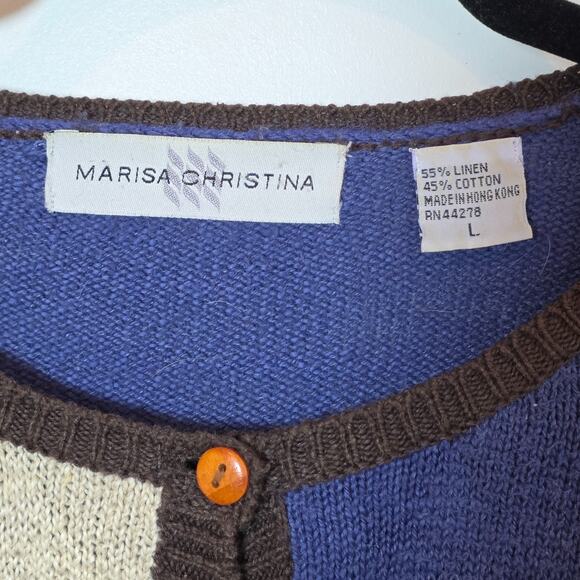 MARISA CHRISTINA
55% LINEN
45% COTTON
MADE IN HONG KONG
RN44278
L